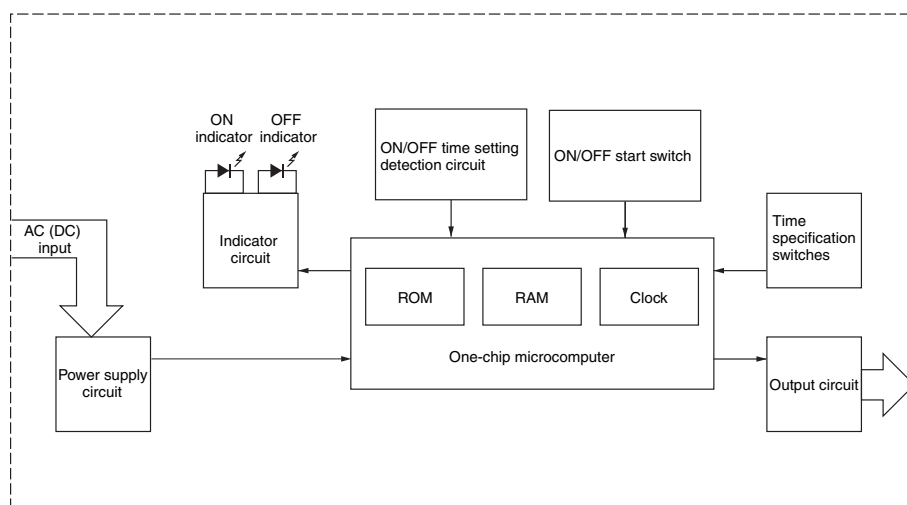 ON
indicator
OFF
indicator
ON/OFF time setting
detection circuit
ON/OFF start switch
AC (DC)
input
Indicator
circuit
Time
specification
switches
ROM
RAM
Clock
One-chip microcomputer
Power supply
circuit
Output circuit